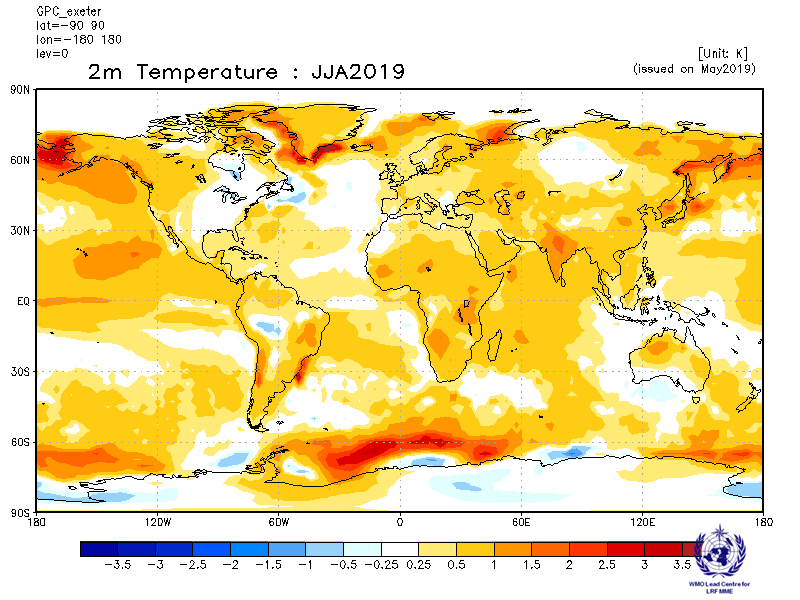 GPC_exeter
lat=-90 90
lon=-180 180
lev=0
[Unit: K]
2m Temperature : JJA2019
(issued on May2019)
90N
60N
30N
EQ
30S
60S
90S
180 120W 60W 0 60E 120E 180
-3.5 -3 -2.5 -2 -1.5 -1 -0.5 -0.25 0.25 0.5 1 1.5 2 2.5 3 3.5
WMO Lead Centre for
LRF MME